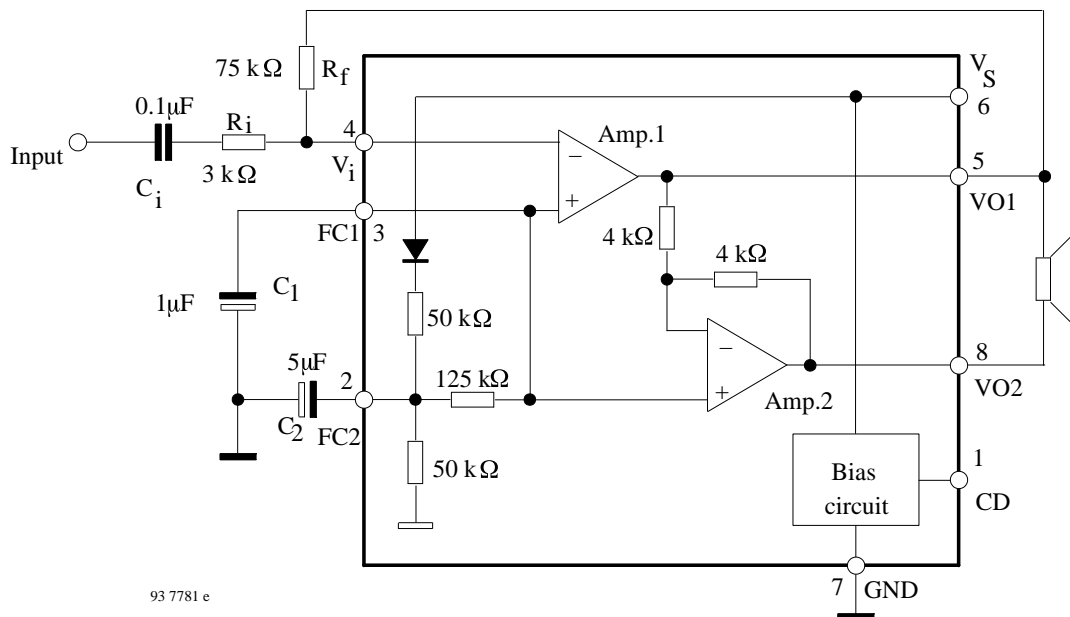 75 kΩ
Rf
VS
6
0.1µF
Ri
4
Amp.1
5
Input
−
Ci
3 kΩ
Vi
+
VO1
FC1
3
4 kΩ
4 kΩ
C1
1µF
50 kΩ
−
8
5µF
2
125 kΩ
+
VO2
C2
FC2
Amp.2
50 kΩ
Bias
circuit
1
CD
7
GND
93 7781 e